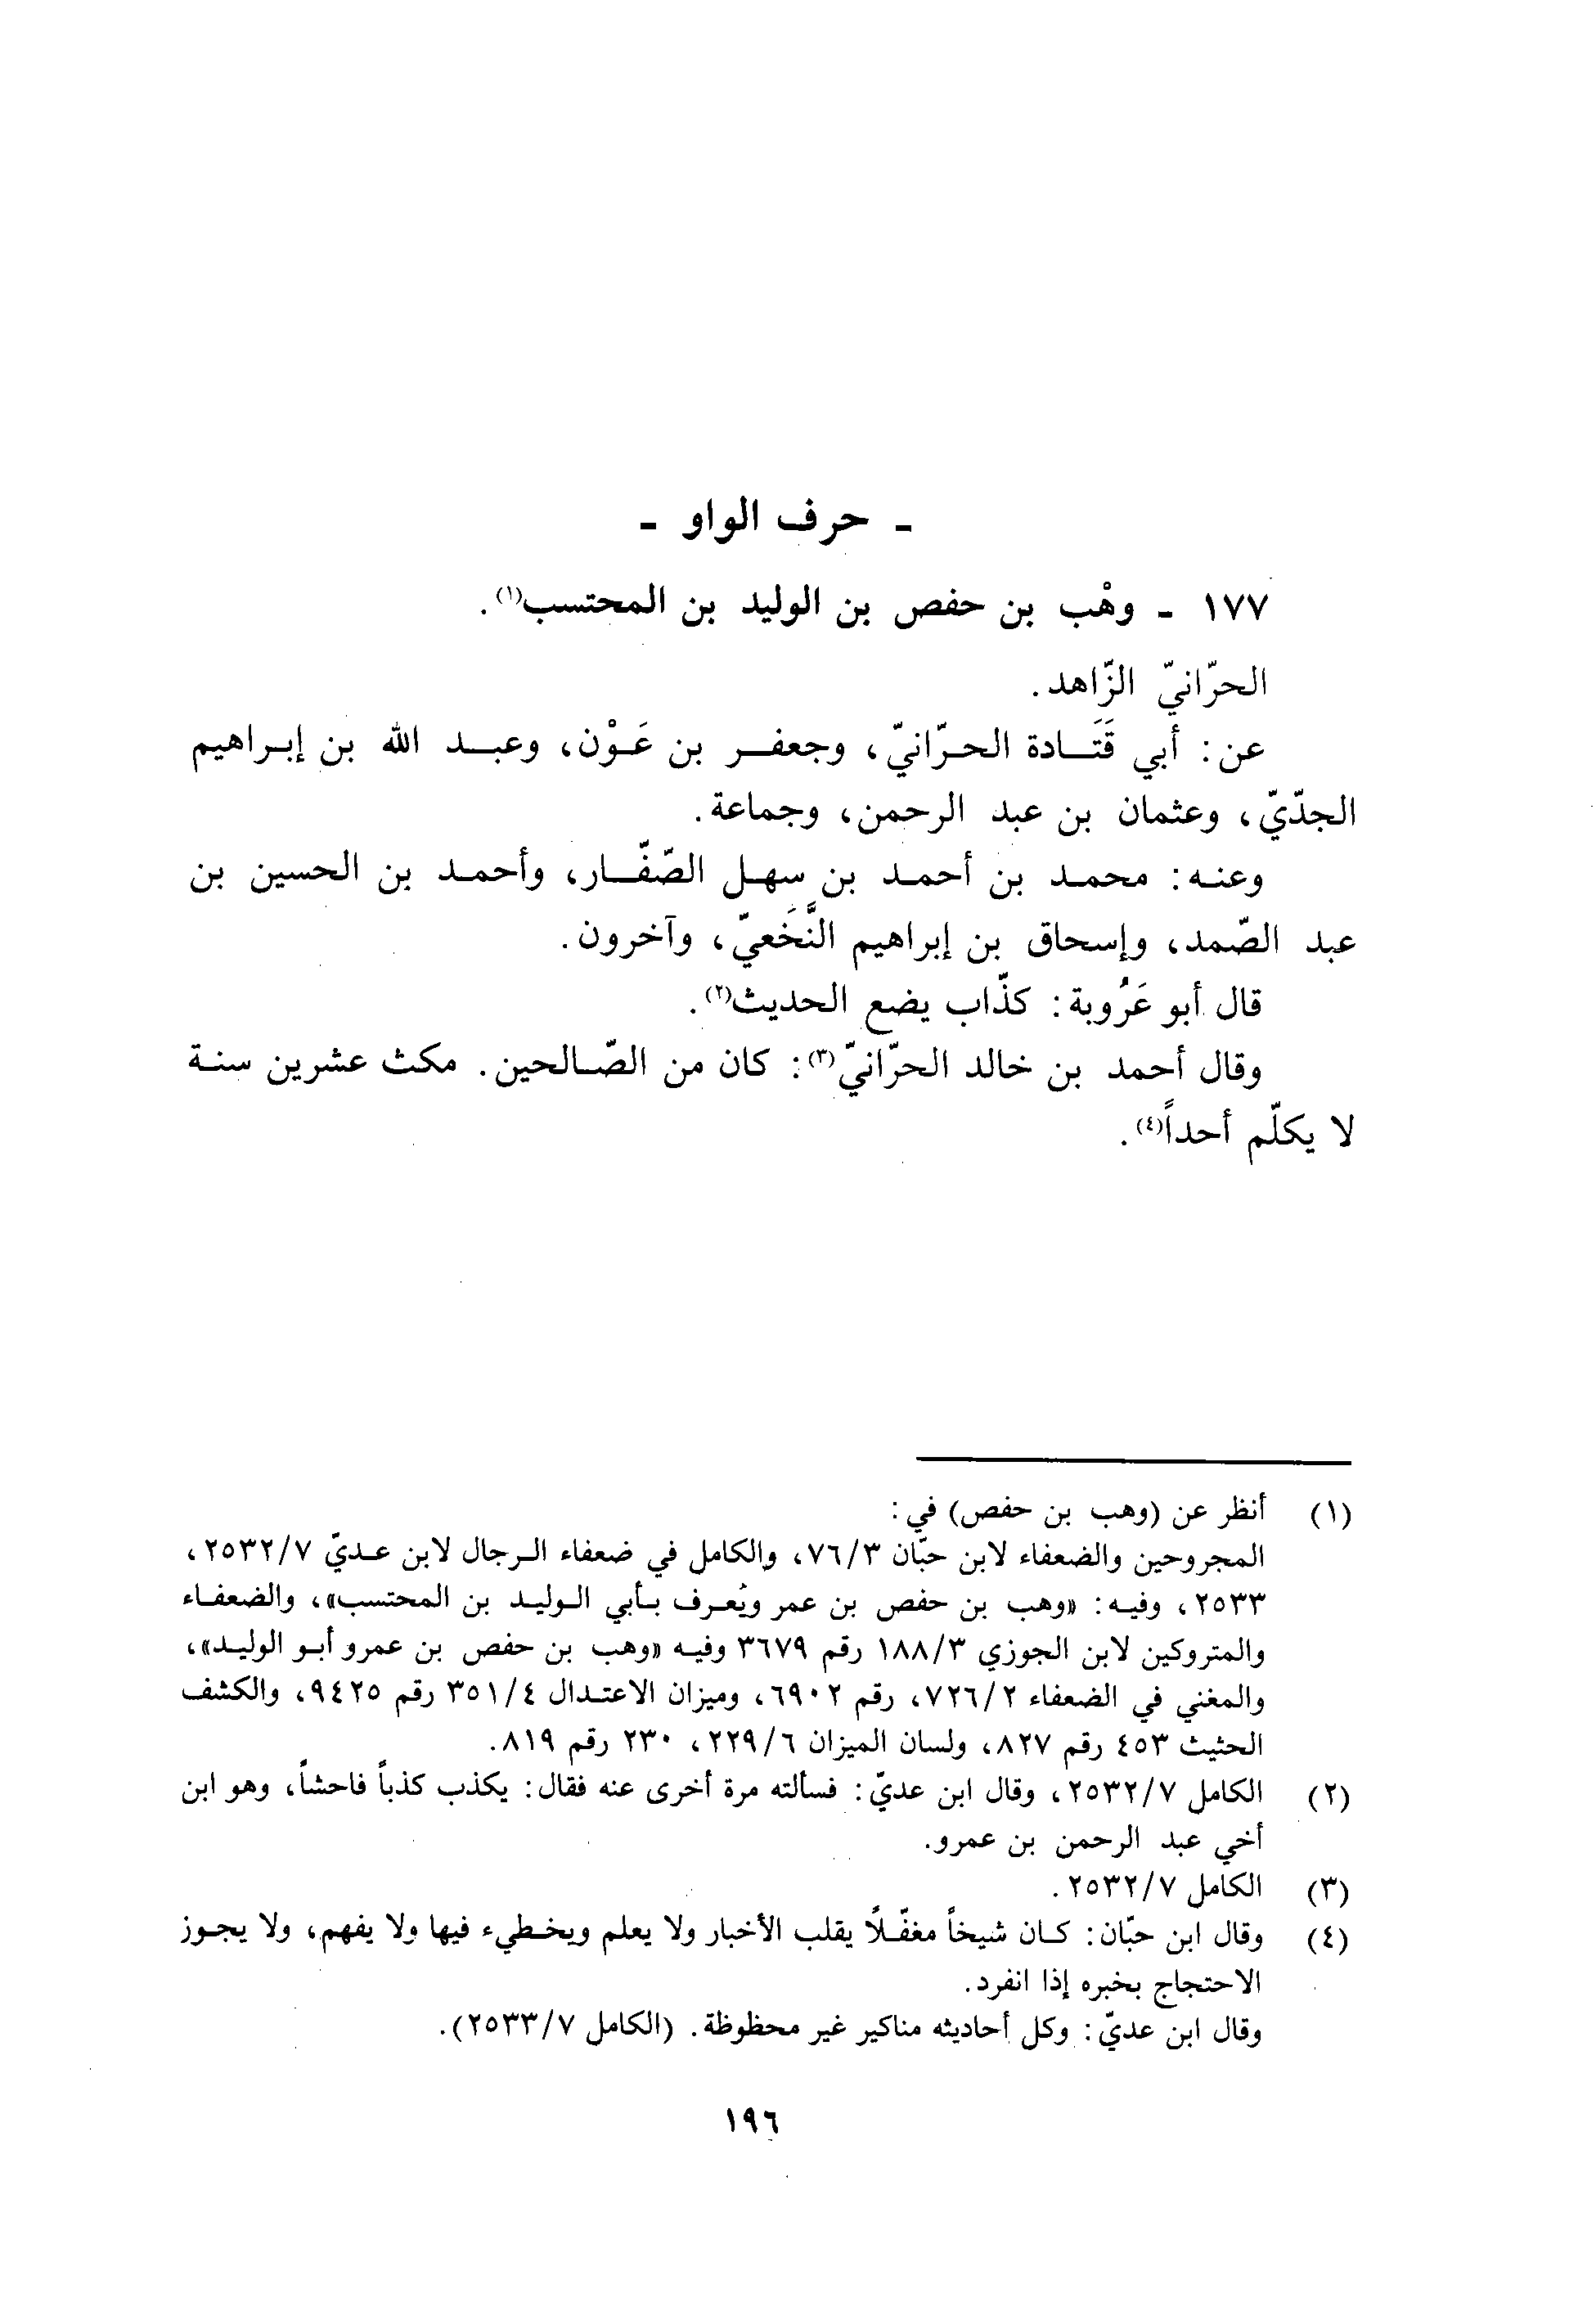 - حرف الواو -
١٧٧ - وهْب بن حفص بن الوليد بن المحتسب(١).
الحرّانيّ الزّاهد.
عن: أبي قَتَادة الحرّانيّ، وجعفر بن عَوْن، وعبد الله بن إبراهيم
الجدّيّ، وعثمان بن عبد الرحمن، وجماعة.
وعنه: محمد بن أحمد بن سهل الصّفّار، وأحمد بن الحسين بن
عبد الصّمد، وإسحاق بن إبراهيم النَّخَعيّ، وآخرون.
قال أبو عَرُوبة: كذّاب يضع الحديث(٢).
وقال أحمد بن خالد الحرّانيّ(٣): كان من الصّالحين. مكث عشرين سنة
لا يكلّم أحداً(٤).
(١) أنظر عن (وهب بن حفص) في:
المجروحين والضعفاء لابن حبّان ٣/٧٦، والكامل في ضعفاء الرجال لابن عديّ ٧/٢٥٣٢،
٢٥٣٣، وفيه: «وهب بن حفص بن عمر ويُعرف بأبي الوليد بن المحتسب»، والضعفاء
والمتروكين لابن الجوزي ٣/١٨٨ رقم ٣٦٧٩ وفيه «وهب بن حفص بن عمرو أبو الوليد»،
والمغني في الضعفاء ٢/٧٢٦، رقم ٦٩٠٢، وميزان الاعتدال ٤/٣٥١ رقم ٩٤٢٥، والكشف
الحثيث ٤٥٣ رقم ٨٢٧، ولسان الميزان ٦/٢٢٩، ٢٣٠ رقم ٨١٩.
(٢) الكامل ٧/٢٥٣٢، وقال ابن عديّ: فسألته مرة أخرى عنه فقال: يكذب كذباً فاحشاً، وهو ابن
أخي عبد الرحمن بن عمرو.
(٣) الكامل ٧/٢٥٣٢.
(٤) وقال ابن حبّان: كان شيخاً مغفّلاً يقلب الأخبار ولا يعلم ويخطيء فيها ولا يفهم، ولا يجوز
الاحتجاج بخبره إذا انفرد.
وقال ابن عديّ: وكل أحاديثه مناكير غير محظوظة. (الكامل ٧/٢٥٣٣).
١٩٦